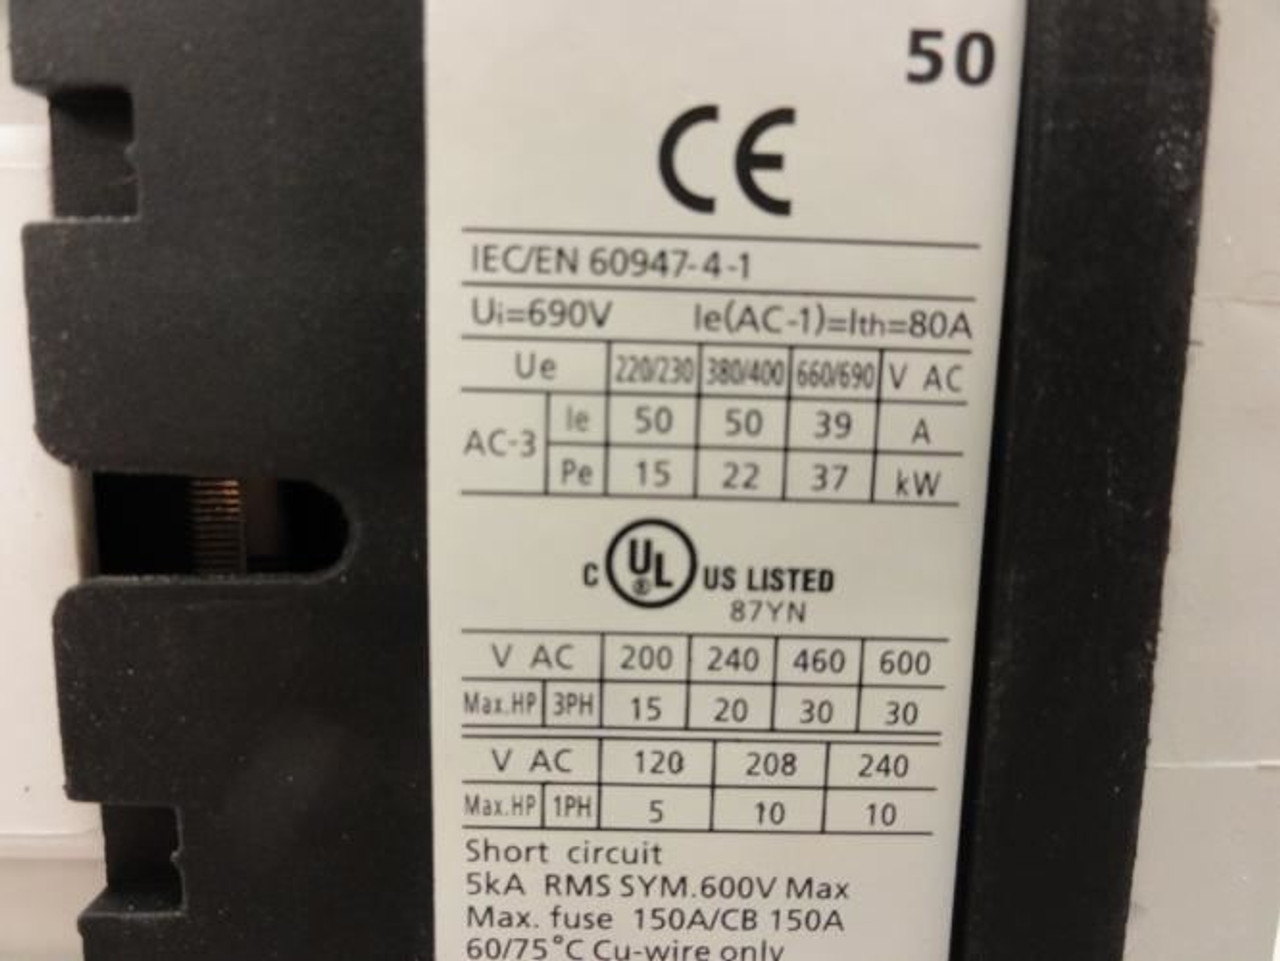 50
CE
IEC/EN 60947-4-1
Ui=690V Ie(AC-1)=Ith=80A
Ue 220/230 380/400 660/690 V AC
AC-3 Ie 50 50 39 A
Pe 15 22 37 kW
C UL ® US LISTED
87YN
V AC 200 240 460 600
Max.HP 3PH 15 20 30 30
V AC 120 208 240
Max.HP 1PH 5 10 10
Short circuit
5kA RMS SYM.600V Max
Max. fuse 150A/CB 150A
60/75°C Cu-wire only